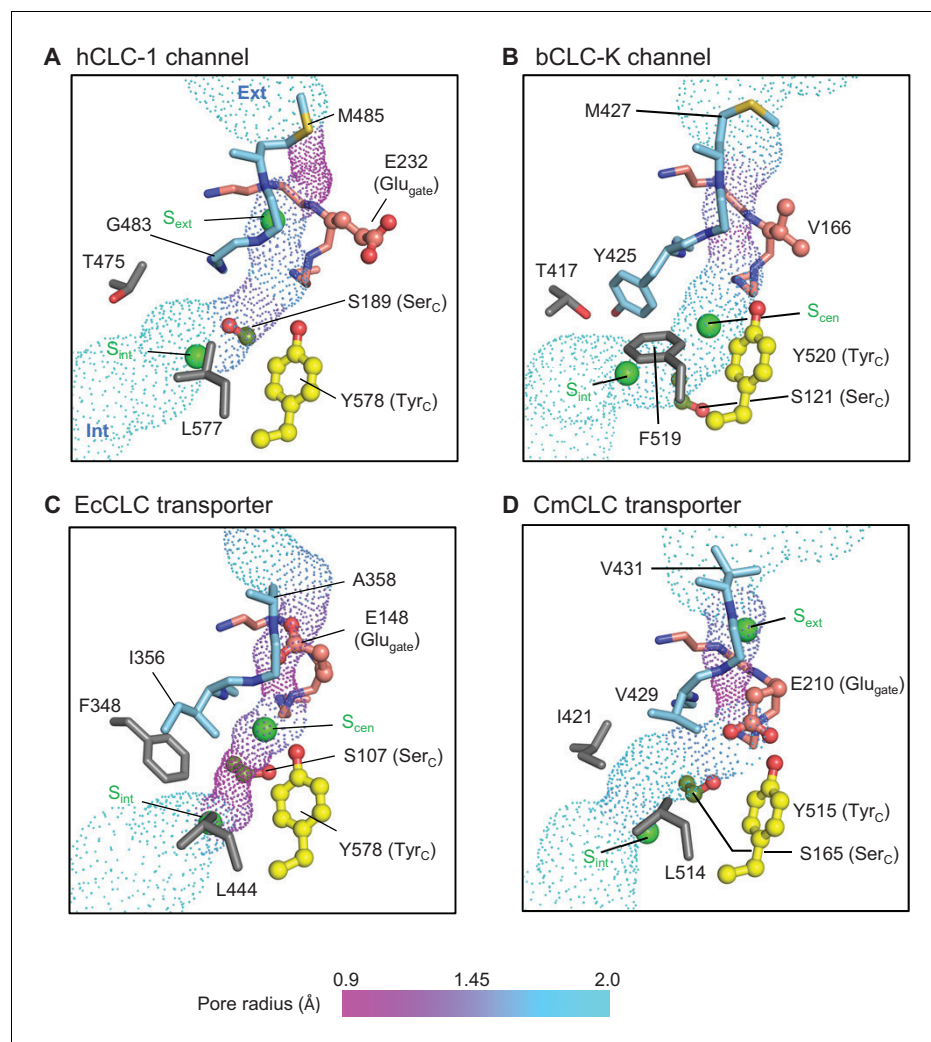 A hCLC-1 channel
Ext
M485
E232
(Glugate)
Sext
G483
T475
S189 (SerC)
Sint
Y578 (TyrC)
L577
Int
B bCLC-K channel
M427
V166
Y425
T417
Scen
Y520 (TyrC)
Sint
S121 (SerC)
F519
C EcCLC transporter
A358
E148
(Glugate)
I356
F348
Scen
S107 (SerC)
Sint
Y578 (TyrC)
L444
D CmCLC transporter
V431
Sext
E210 (Glugate)
V429
I421
Y515 (TyrC)
S165 (SerC)
Sint
L514
0.9 1.45 2.0
Pore radius (Å)